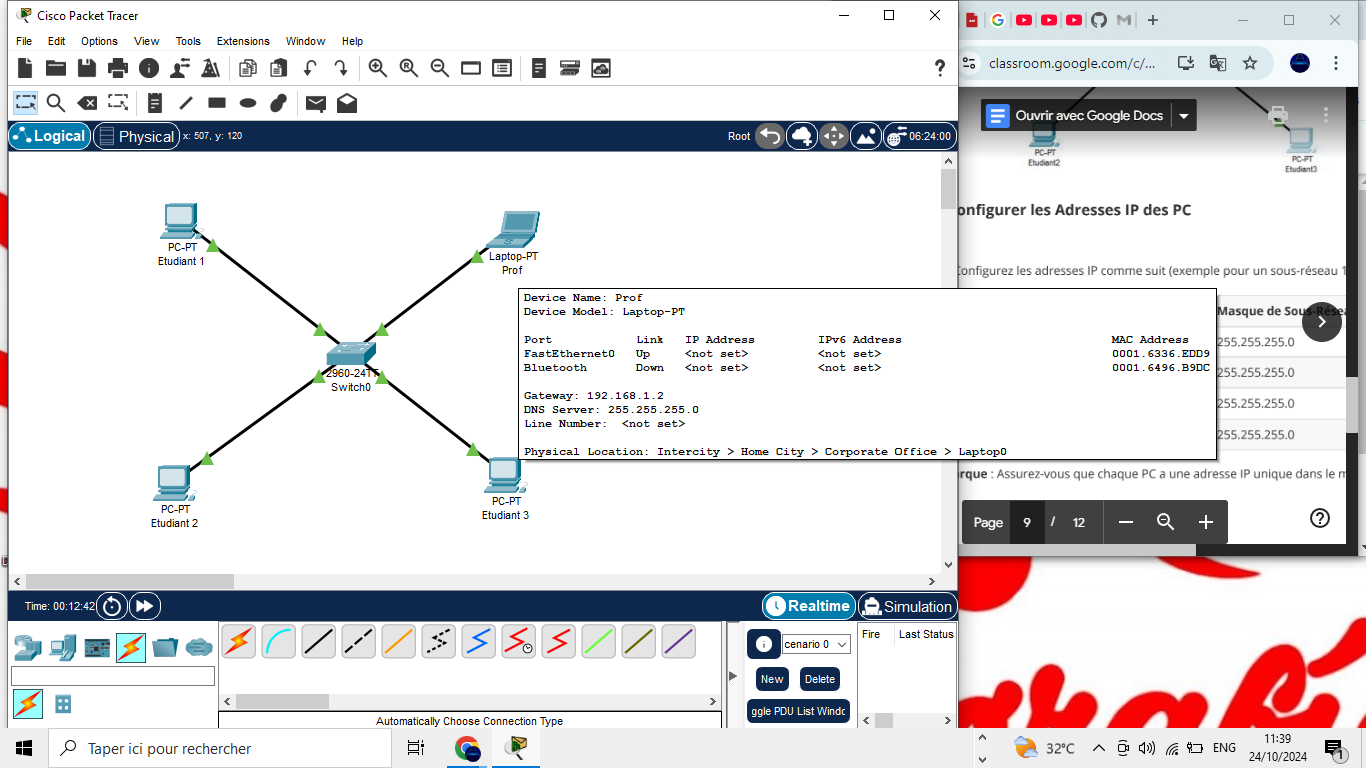 Cisco Packet Tracer
File Edit Options View Tools Extensions Window Help
Logical Physical x: 507, y: 120 Root 06:24:00
PC-PT
Etudiant 1
Laptop-PT
Prof
2960-24TT
Switch0
PC-PT
Etudiant 2
PC-PT
Etudiant 3
Device Name: Prof
Device Model: Laptop-PT
Port Link IP Address IPv6 Address MAC Address
FastEthernet0 Up <not set> <not set> 0001.6336.EDD9
Bluetooth Down <not set> <not set> 0001.6496.B9DC
Gateway: 192.168.1.2
DNS Server: 255.255.255.0
Line Number: <not set>
Physical Location: Intercity > Home City > Corporate Office > Laptop0
Time: 00:12:42 Realtime Simulation
cenario 0
New Delete
ggle PDU List Windo
Fire Last Status
Automatically Choose Connection Type
classroom.google.com/c/...
Ouvrir avec Google Docs
PC-PT
Etudiant2
PC-PT
Etudiant3
onfigurer les Adresses IP des PC
Configurez les adresses IP comme suit (exemple pour un sous-réseau 1
Masque de Sous-Résea
255.255.255.0
255.255.255.0
255.255.255.0
255.255.255.0
rque : Assurez-vous que chaque PC a une adresse IP unique dans le m
Page 9 / 12
Taper ici pour rechercher
32°C ENG
11:39
24/10/2024
1